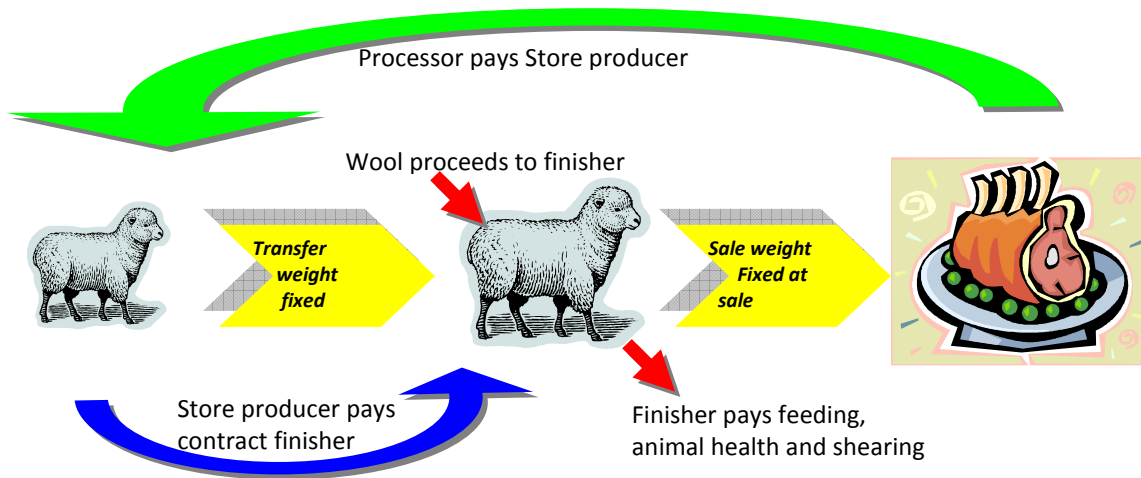 Processor pays Store producer
Wool proceeds to finisher
Transfer
weight
fixed
Sale weight
Fixed at
sale
Store producer pays
contract finisher
Finisher pays feeding,
animal health and shearing